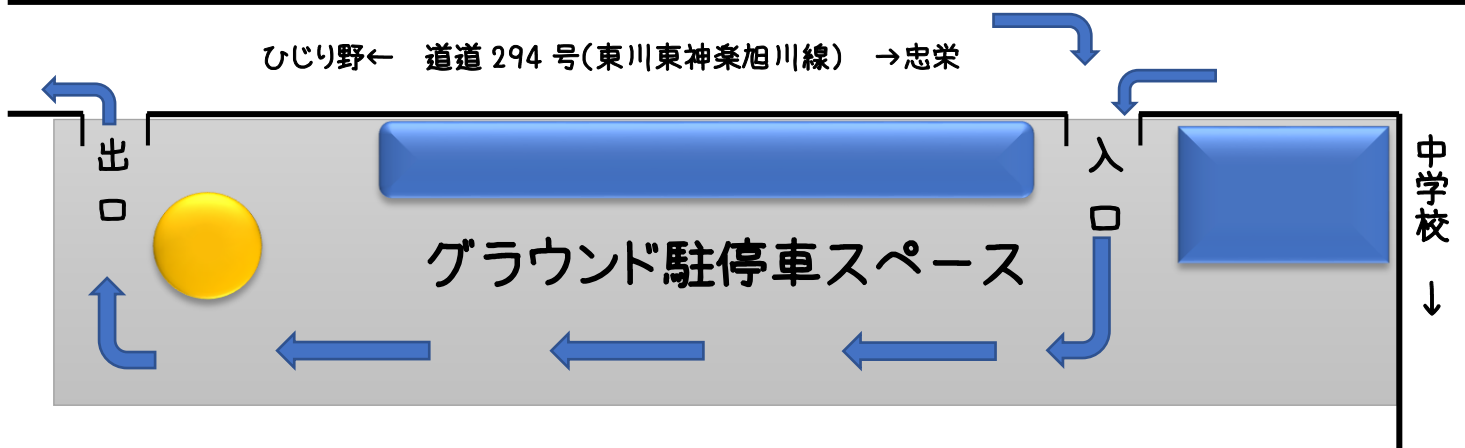 ひじり野←　道道 294 号(東川東神楽旭川線)　→忠栄
出口
入口
グラウンド駐停車スペース
中学校　↓